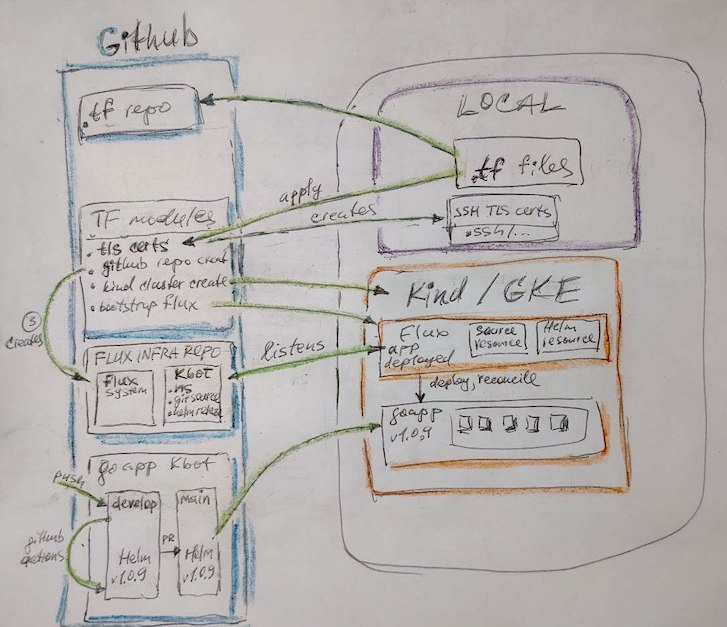 Github
.tf repo
TF modules
• tls certs
• github repo creat
• kind cluster create
• bootstrup flux
③
creates
FLUX INFRA REPO
flux
system
Kbot
• ns
• gitsource
• helm release
goapp Kbot
push
develop
main
github
actions
PR
Helm
v1.0.9
Helm
v1.0.9
apply
creates
listens
LOCAL
.tf files
SSH TLS certs
• .ssh/...
Kind / GKE
Flux
app
deployed
Source
resource
Helm
resource
deploy, reconcile
goapp
v1.0.9